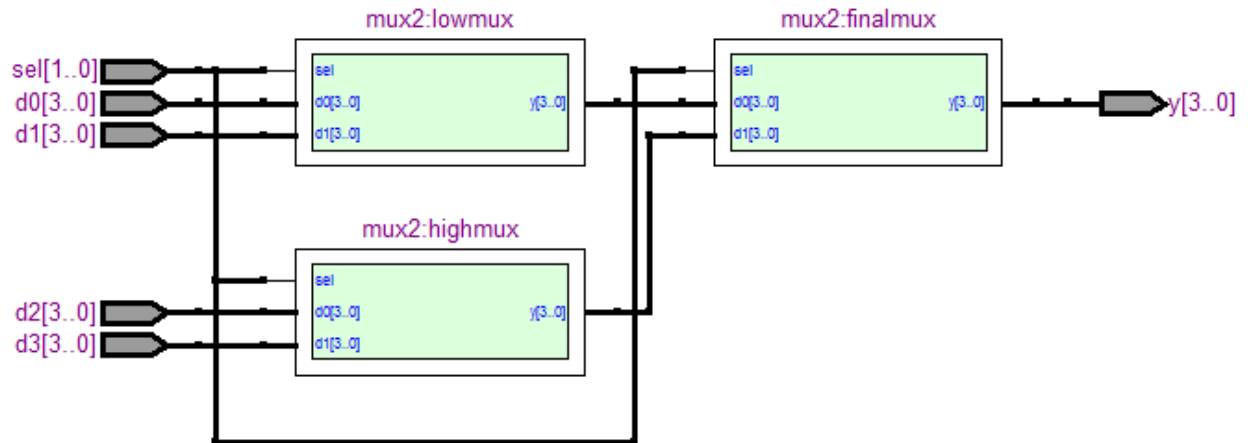 mux2:lowmux
mux2:finalmux
sel[1..0]
d0[3..0]
d1[3..0]
sel
d0[3..0]
y[3..0]
d1[3..0]
sel
d0[3..0]
y[3..0]
d1[3..0]
y[3..0]
mux2:highmux
d2[3..0]
d3[3..0]
sel
d0[3..0]
y[3..0]
d1[3..0]